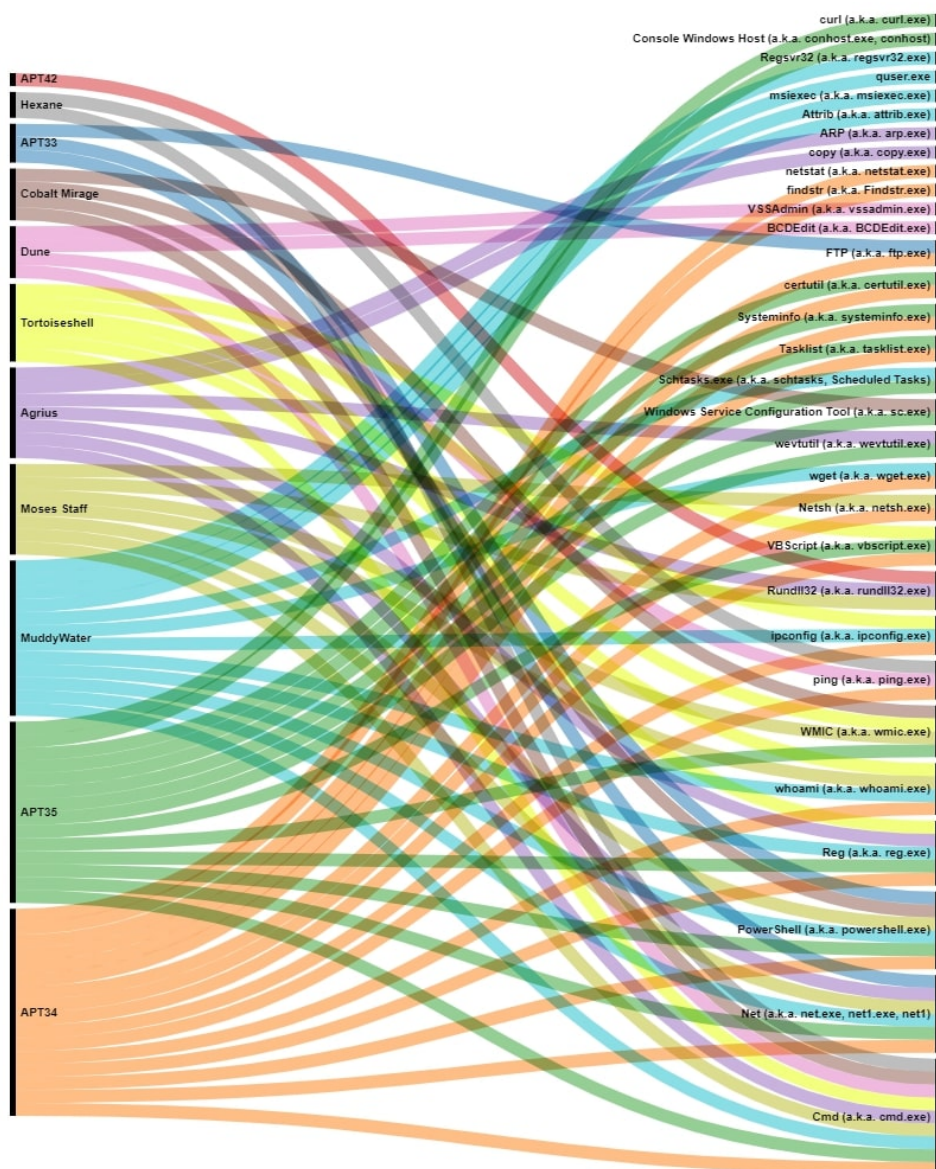 APT42
Hexane
APT33
Cobalt Mirage
Dune
Tortoiseshell
Agrius
Moses Staff
MuddyWater
APT35
APT34
curl (a.k.a. curl.exe)
Console Windows Host (a.k.a. conhost.exe, conhost)
Regsvr32 (a.k.a. regsvr32.exe)
quser.exe
msiexec (a.k.a. msiexec.exe)
Attrib (a.k.a. attrib.exe)
ARP (a.k.a. arp.exe)
copy (a.k.a. copy.exe)
netstat (a.k.a. netstat.exe)
findstr (a.k.a. Findstr.exe)
VSSAdmin (a.k.a. vssadmin.exe)
BCDEdit (a.k.a. BCDEdit.exe)
FTP (a.k.a. ftp.exe)
certutil (a.k.a. certutil.exe)
Systeminfo (a.k.a. systeminfo.exe)
Tasklist (a.k.a. tasklist.exe)
Schtasks.exe (a.k.a. schtasks, Scheduled Tasks)
Windows Service Configuration Tool (a.k.a. sc.exe)
wevtutil (a.k.a. wevtutil.exe)
wget (a.k.a. wget.exe)
Netsh (a.k.a. netsh.exe)
VBScript (a.k.a. vbscript.exe)
Rundll32 (a.k.a. rundll32.exe)
ipconfig (a.k.a. ipconfig.exe)
ping (a.k.a. ping.exe)
WMIC (a.k.a. wmic.exe)
whoami (a.k.a. whoami.exe)
Reg (a.k.a. reg.exe)
PowerShell (a.k.a. powershell.exe)
Net (a.k.a. net.exe, net1.exe, net1)
Cmd (a.k.a. cmd.exe)